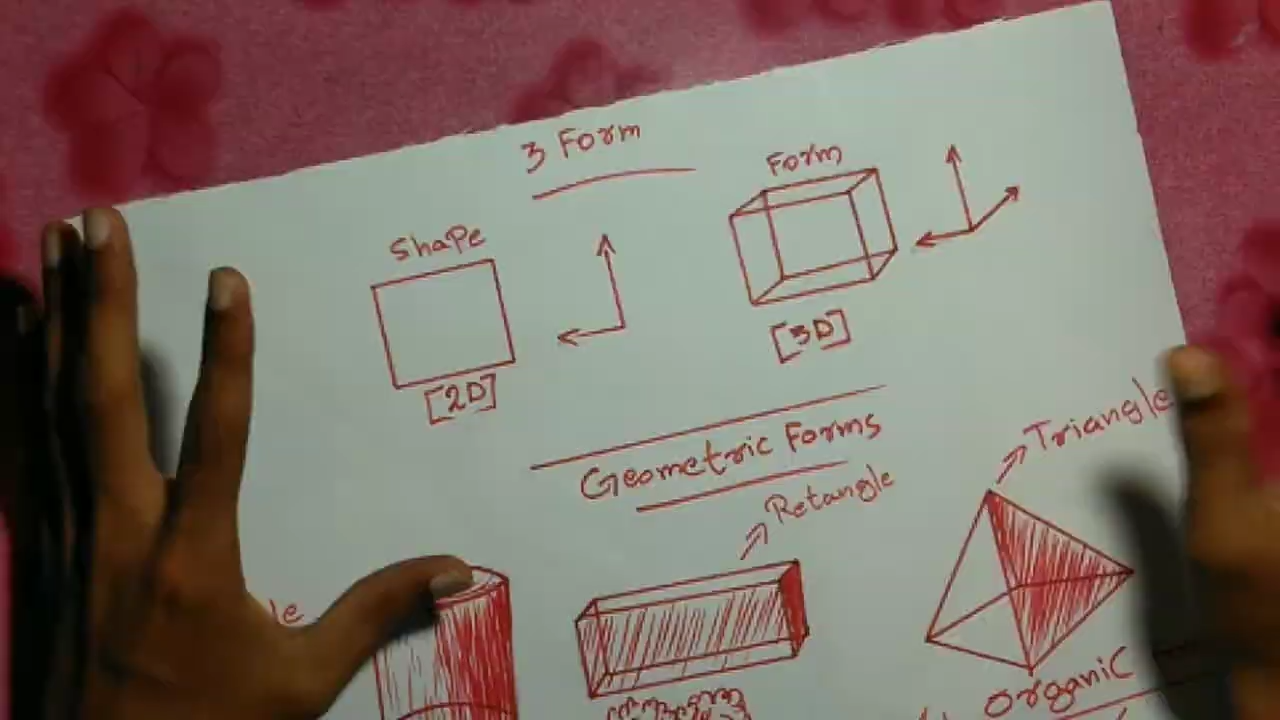 3 Form
Shape
Form
[2D]
[3D]
Geometric Forms
Retangle
Triangle
organic